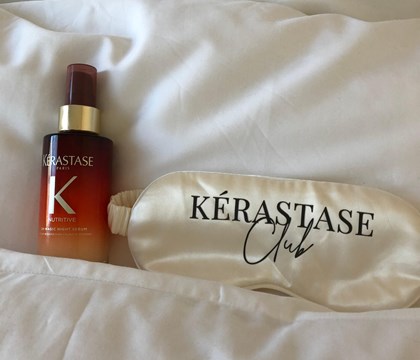 KÉRASTASE
PARIS
K
NUTRITIVE
KÉRASTASE
Club